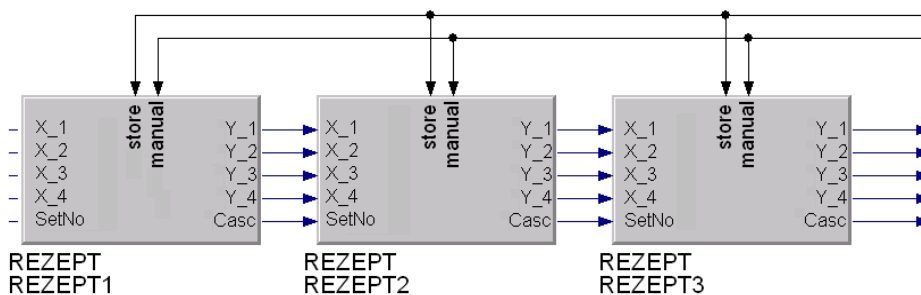 store manual
X_1 Y_1
X_2 Y_2
X_3 Y_3
X_4 Y_4
SetNo Casc
REZEPT
REZEPT1
store manual
X_1 Y_1
X_2 Y_2
X_3 Y_3
X_4 Y_4
SetNo Casc
REZEPT
REZEPT2
store manual
X_1 Y_1
X_2 Y_2
X_3 Y_3
X_4 Y_4
SetNo Casc
REZEPT
REZEPT3